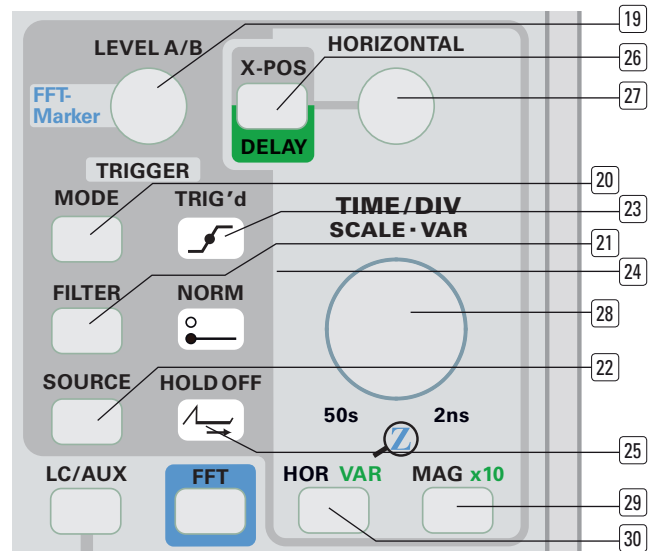 LEVEL A/B
HORIZONTAL
19
X-POS
26
FFT-
Marker
27
DELAY
TRIGGER
MODE
TRIG'd
20
TIME/DIV
23
SCALE · VAR
21
24
FILTER
NORM
28
22
SOURCE
HOLD OFF
50s
2ns
Z
25
LC/AUX
FFT
HOR VAR
MAG x10
29
30